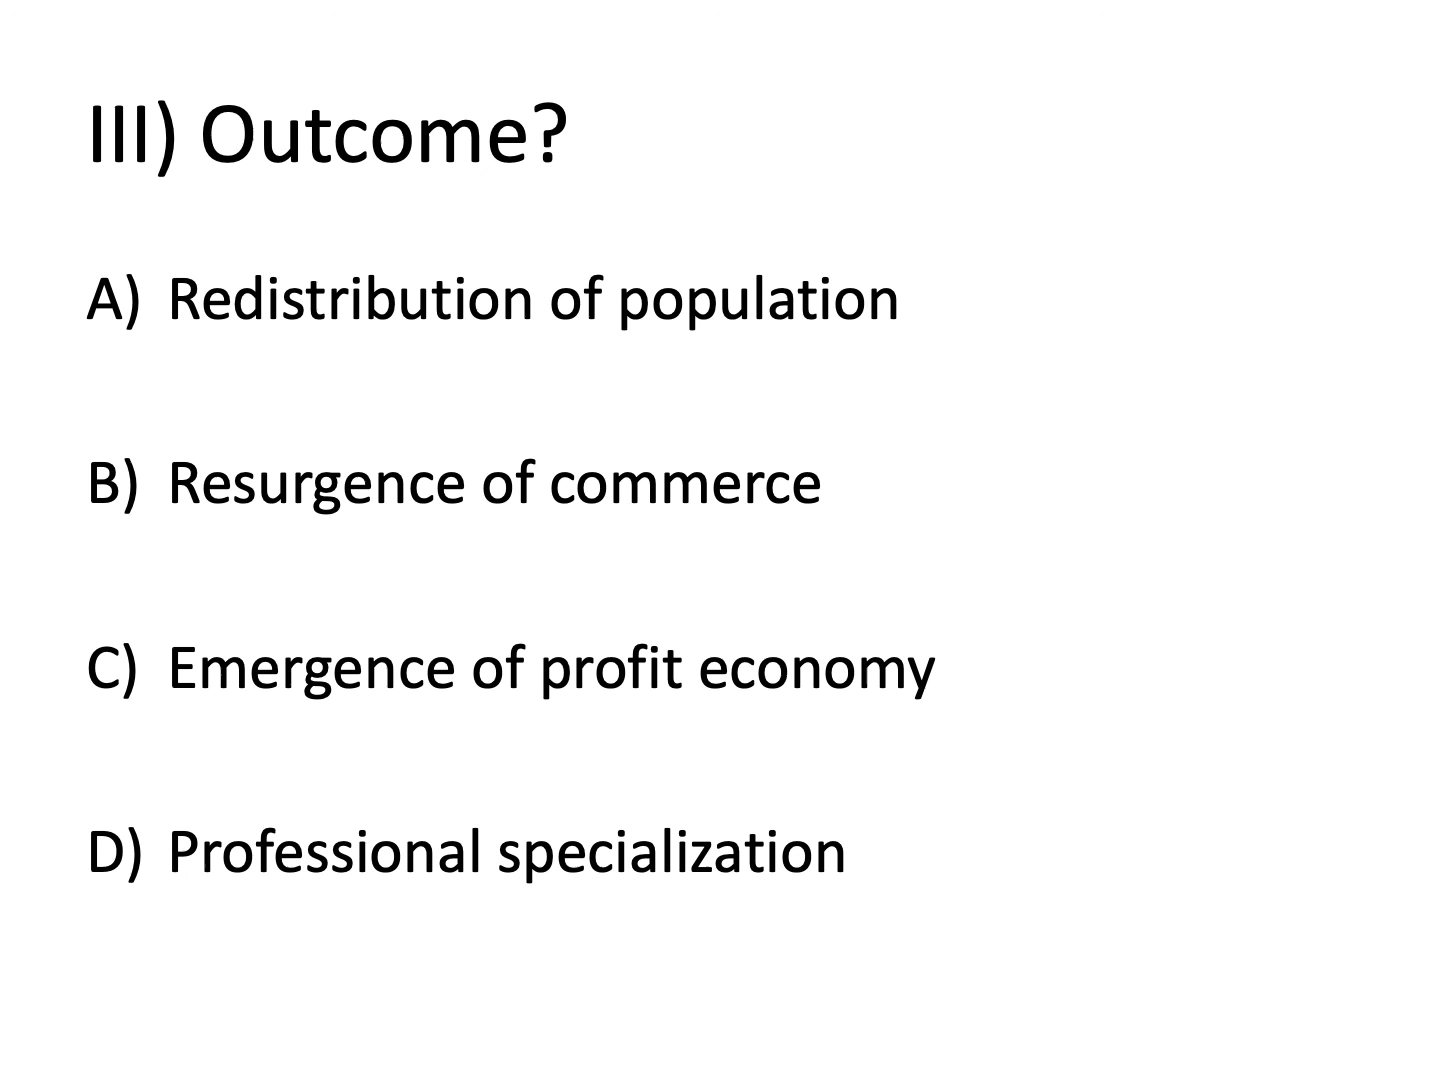 III) Outcome?
A) Redistribution of population
B) Resurgence of commerce
C) Emergence of profit economy
D) Professional specialization